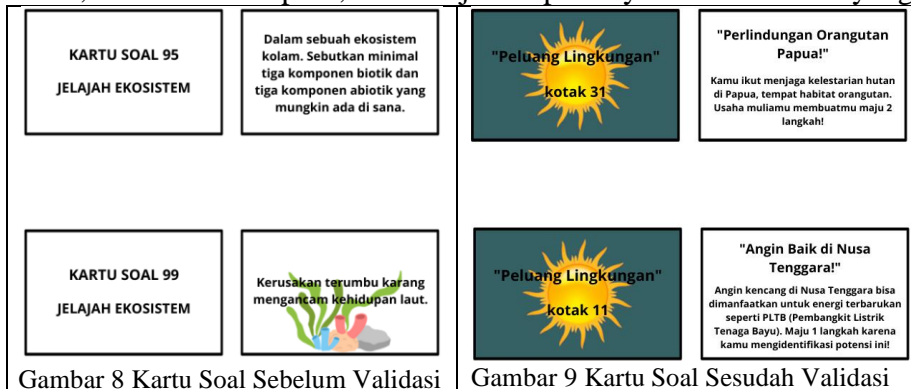 KARTU SOAL 95
JELAJAH EKOSISTEM
Dalam sebuah ekosistem
kolam. Sebutkan minimal
tiga komponen biotik dan
tiga komponen abiotik yang
mungkin ada di sana.
KARTU SOAL 99
JELAJAH EKOSISTEM
Kerusakan terumbu karang
mengancam kehidupan laut.
Gambar 8 Kartu Soal Sebelum Validasi
"Peluang Lingkungan"
kotak 31
"Perlindungan Orangutan
Papua!"
Kamu ikut menjaga kelestarian hutan
di Papua, tempat habitat orangutan.
Usaha muliamu membuatmu maju 2
langkah!
"Peluang Lingkungan"
kotak 11
"Angin Baik di Nusa
Tenggara!"
Angin kencang di Nusa Tenggara bisa
dimanfaatkan untuk energi terbarukan
seperti PLTB (Pembangkit Listrik
Tenaga Bayu). Maju 1 langkah karena
kamu mengidentifikasi potensi ini!
Gambar 9 Kartu Soal Sesudah Validasi